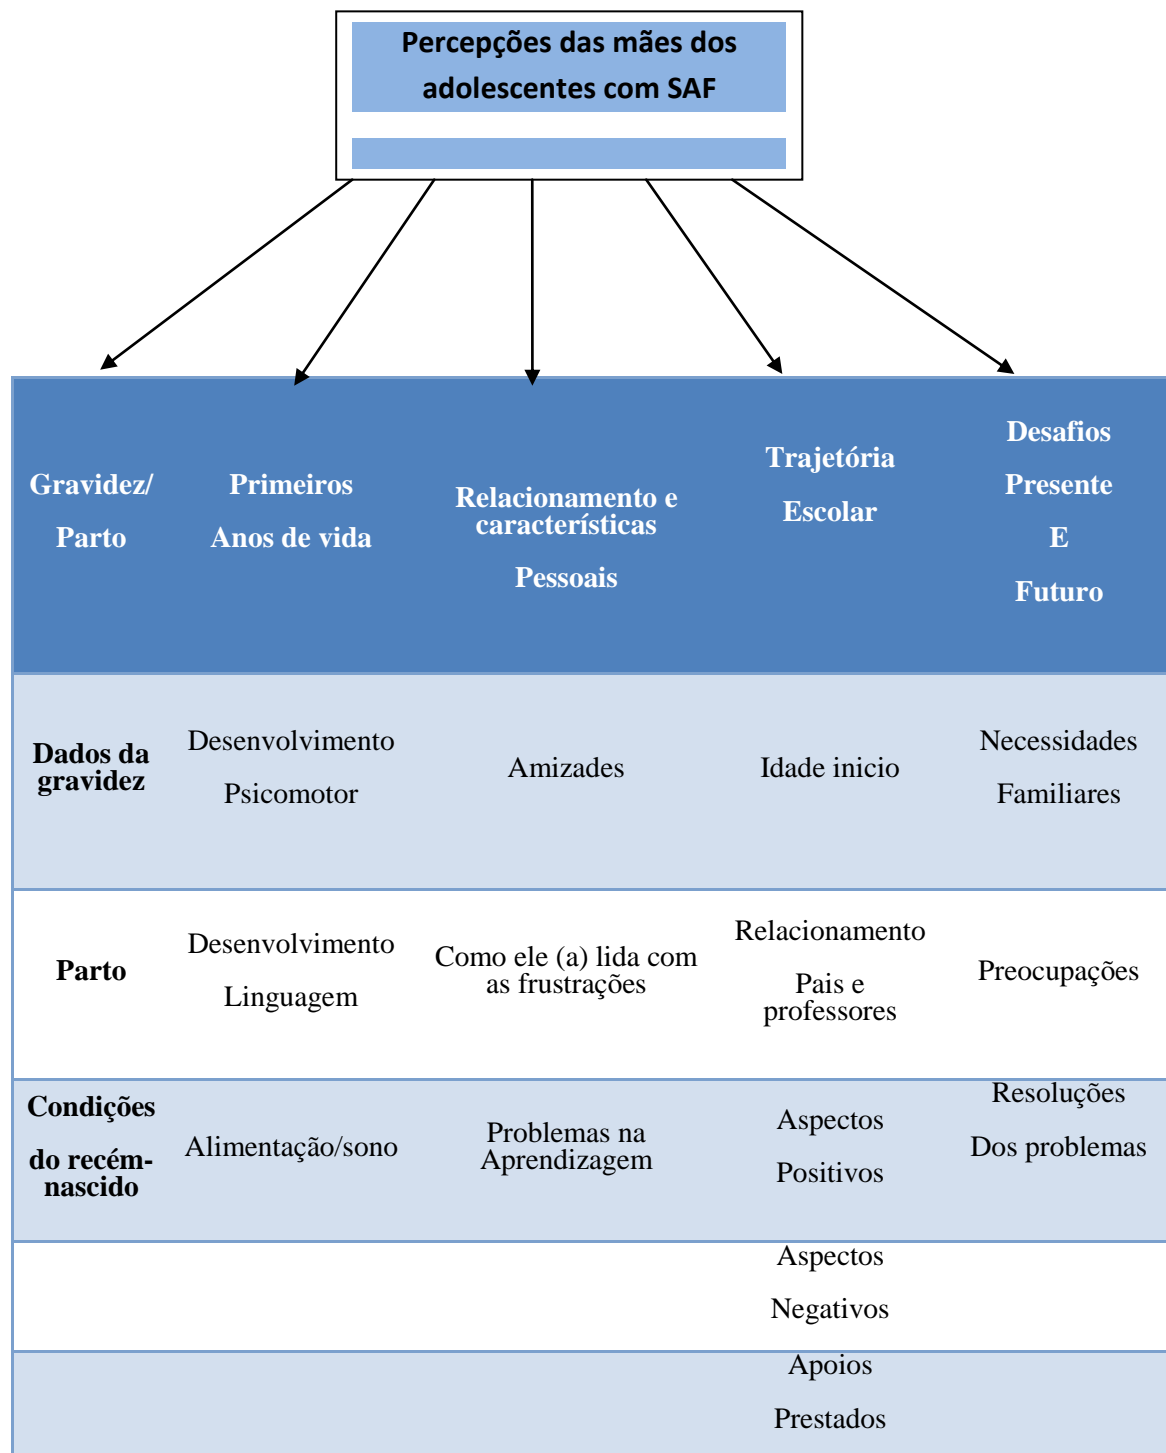 Percepções das mães dos
adolescentes com SAF
Gravidez/
Parto
Primeiros
Anos de vida
Relacionamento e
característicás
Pessoais
Trajetória
Escolar
Desafios
Presente
E
Futuro
Dados da
gravidez
Desenvolvimento
Psicomotor
Amizades
Idade inicio
Necessidades
Familiares
Parto
Desenvolvimento
Linguagem
Como ele (a) lida com
as frustrações
Relacionamento
Pais e
professores
Preocupações
Condições
do recém-
nascido
Alimentação/sono
Problemas na
Aprendizagem
Aspectos
Positivos
Resoluções
Dos problemas
Aspectos
Negativos
Apoios
Prestados